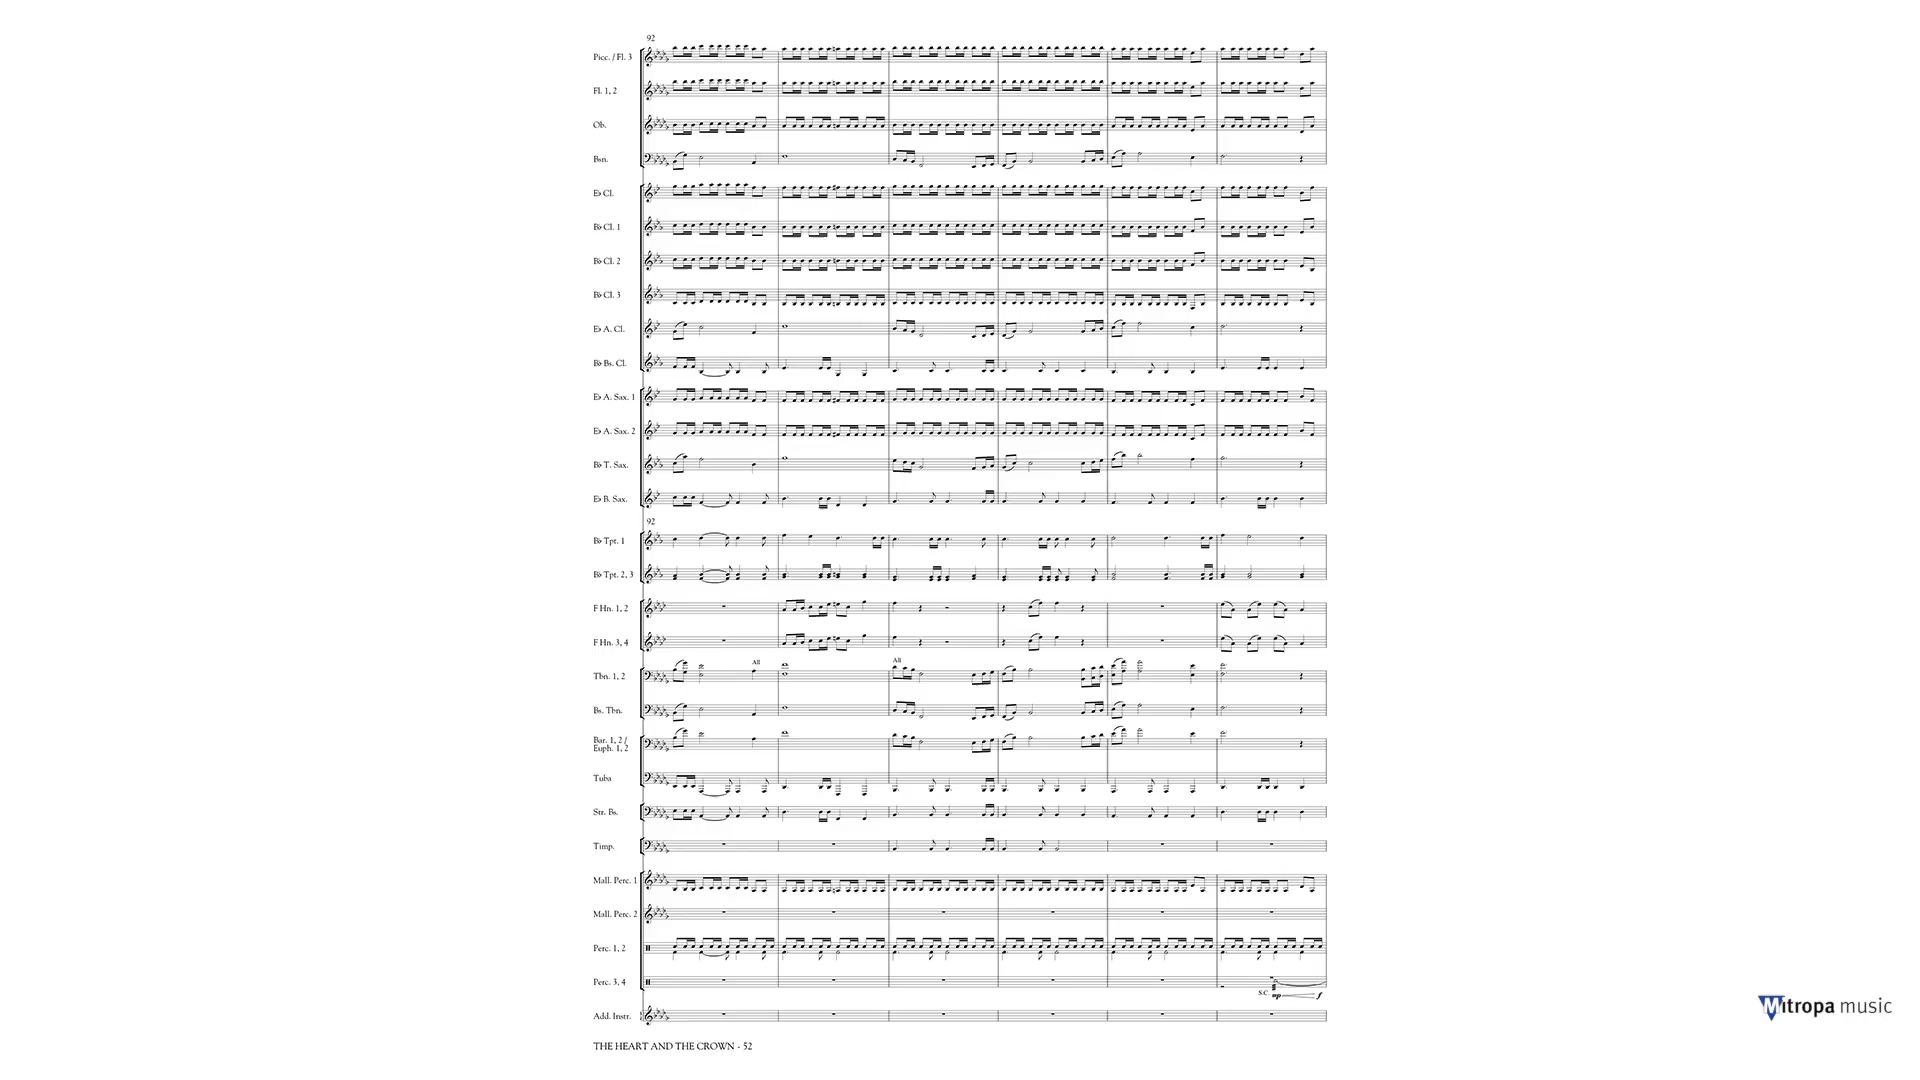 92
Picc. / Fl. 3
Fl. 1, 2
Ob.
Bsn.
E♭ Cl.
B♭ Cl. 1
B♭ Cl. 2
B♭ Cl. 3
E♭ A. Cl.
B♭ Bs. Cl.
E♭ A. Sax. 1
E♭ A. Sax. 2
B♭ T. Sax.
E♭ B. Sax.
92
B♭ Tpt. 1
B♭ Tpt. 2, 3
F Hn. 1, 2
F Hn. 3, 4
All All
Tbn. 1, 2
Bs. Tbn.
Bar. 1, 2 /
Euph. 1, 2
Tuba
Str. Bs.
Timp.
Mall. Perc. 1
Mall. Perc. 2
Perc. 1, 2
Perc. 3, 4
S.C. mp f
Add. Instr.
THE HEART AND THE CROWN - 52
Mitropa music